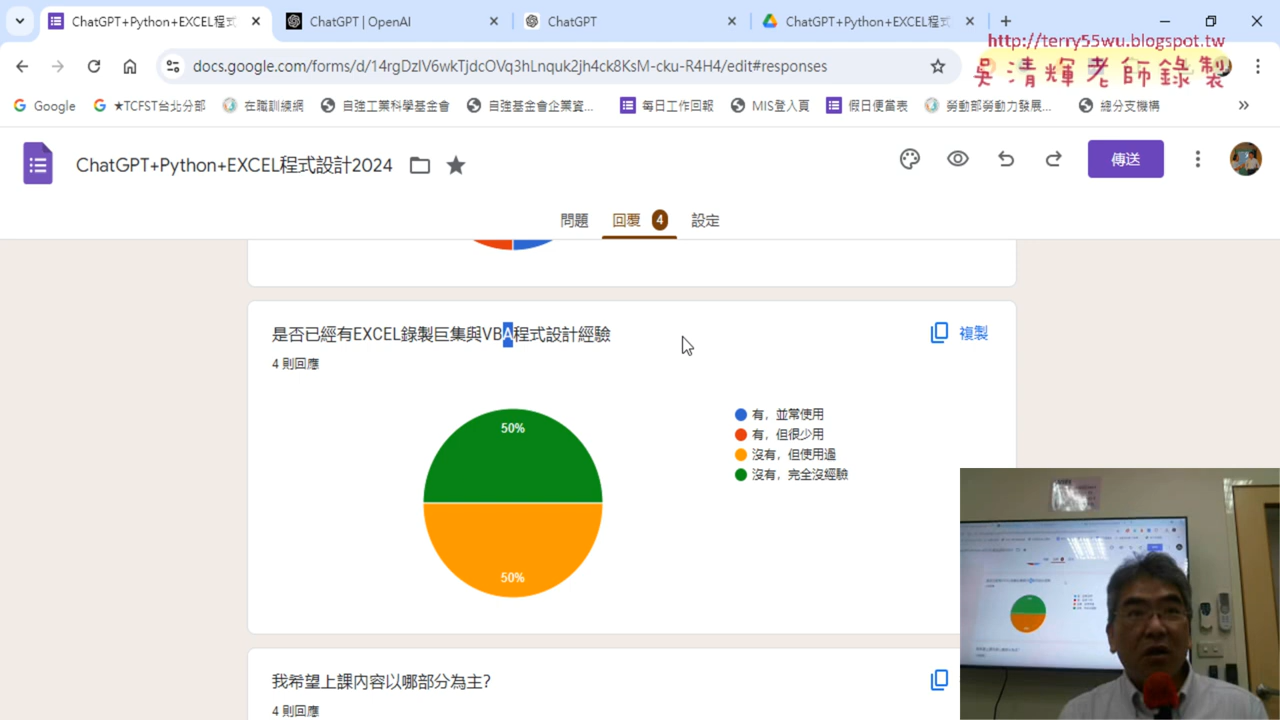 ChatGPT+Python+EXCEL程式
ChatGPT | OpenAI
ChatGPT
ChatGPT+Python+EXCEL程式
http://terry55wu.blogspot.tw
吳清輝老師錄製
docs.google.com/forms/d/14rgDzlV6wkTjdcOVq3hLnquk2jh4ck8KsM-cku-R4H4/edit#responses
Google
★TCFST台北分部
在職訓練網
自強工業科學基金會
自強基金會企業資...
每日工作回報
MIS登入頁
假日便當表
勞動部勞動力發展...
總分支機構
ChatGPT+Python+EXCEL程式設計2024
傳送
問題
回覆 4
設定
是否已經有EXCEL錄製巨集與VBA程式設計經驗
複製
4 則回應
50%
50%
有，並常使用
有，但很少用
沒有，但使用過
沒有，完全沒經驗
我希望上課內容以哪部分為主?
4 則回應